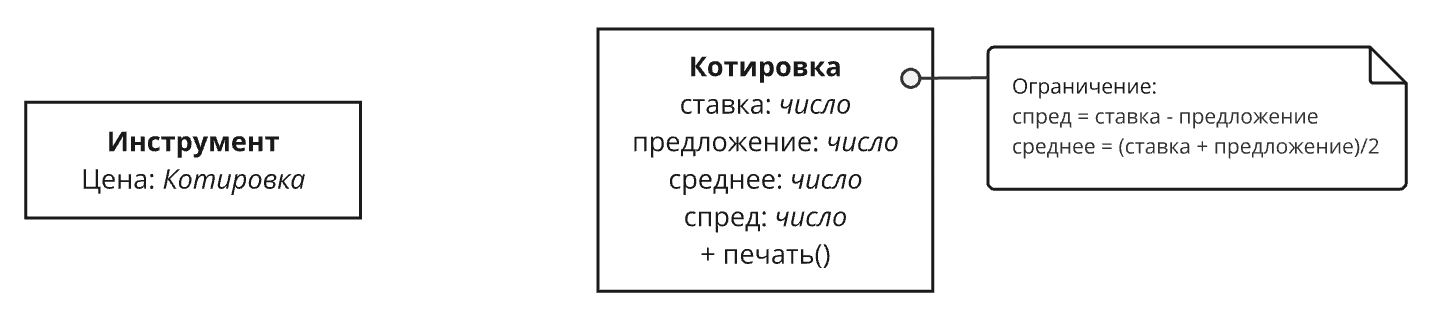 Инструмент
Цена: Котировка
Котировка
ставка: число
предложение: число
среднее: число
спред: число
+ печать()
Ограничение:
спред = ставка - предложение
среднее = (ставка + предложение)/2